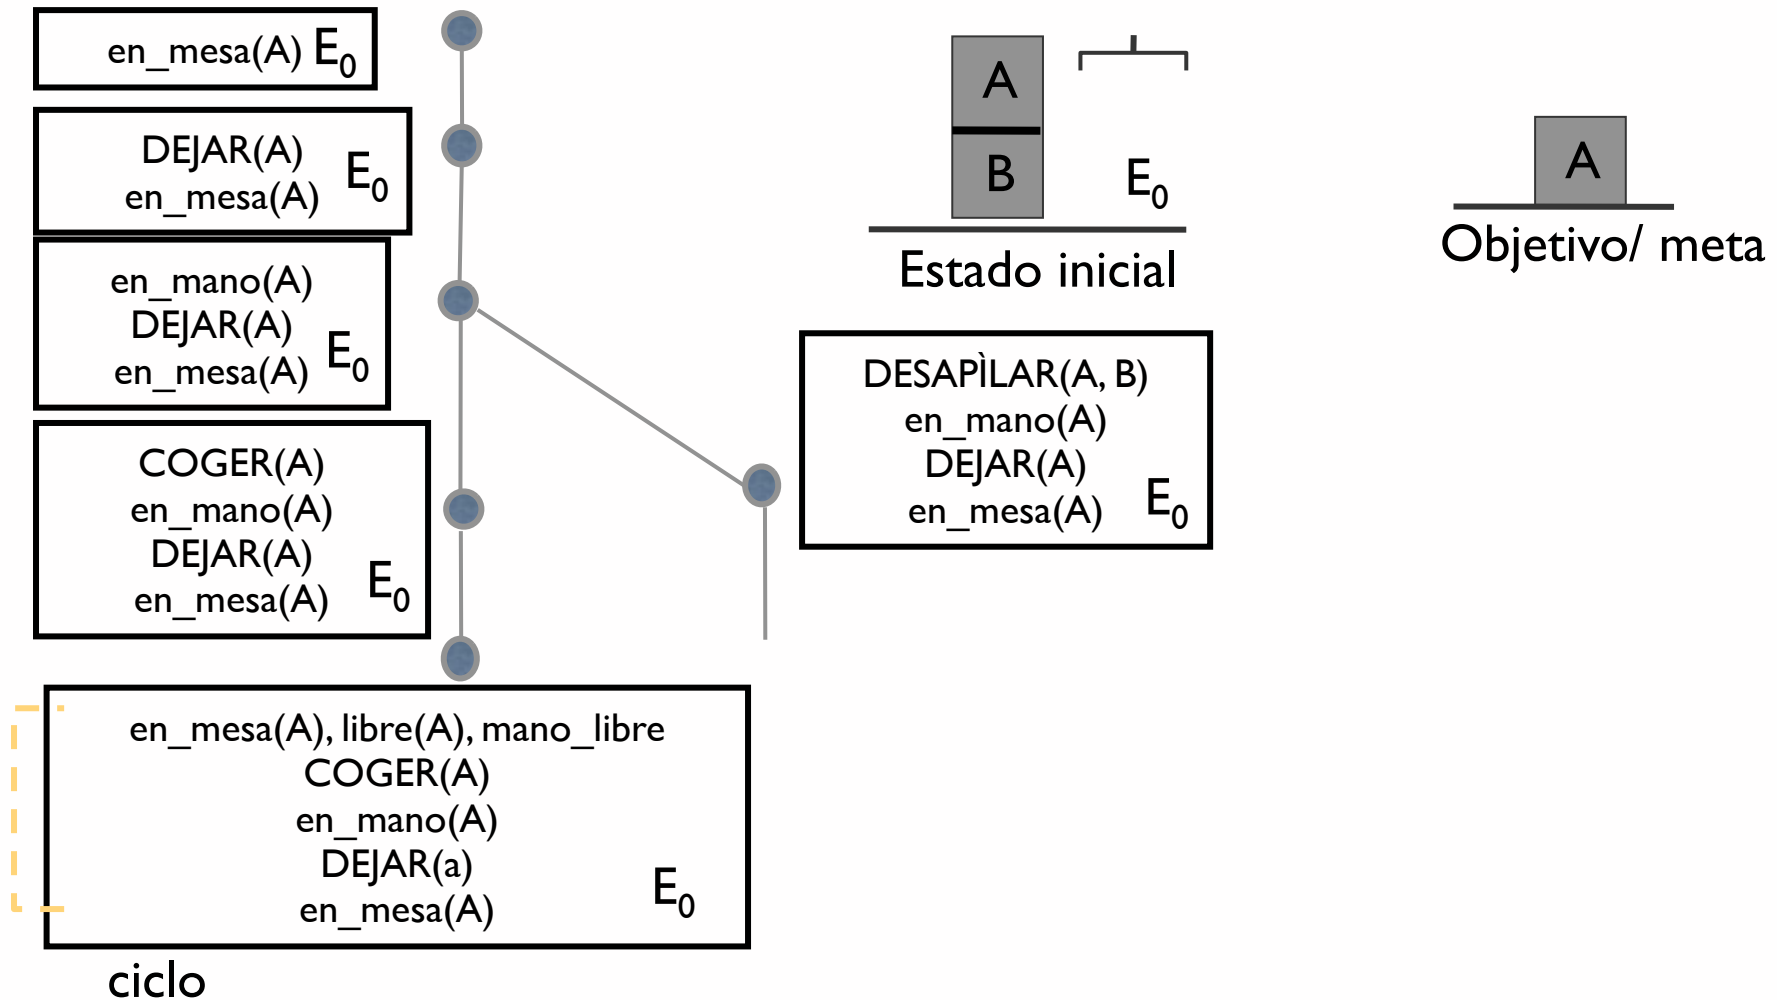 en_mesa(A) E0
DEJAR(A)
en_mesa(A) E0
en_mano(A)
DEJAR(A)
en_mesa(A) E0
COGER(A)
en_mano(A)
DEJAR(A)
en_mesa(A) E0
en_mesa(A), libre(A), mano_libre
COGER(A)
en_mano(A)
DEJAR(a)
en_mesa(A) E0
ciclo
A
B
E0
Estado inicial
A
Objetivo/ meta
DESAPÌLAR(A, B)
en_mano(A)
DEJAR(A)
en_mesa(A) E0